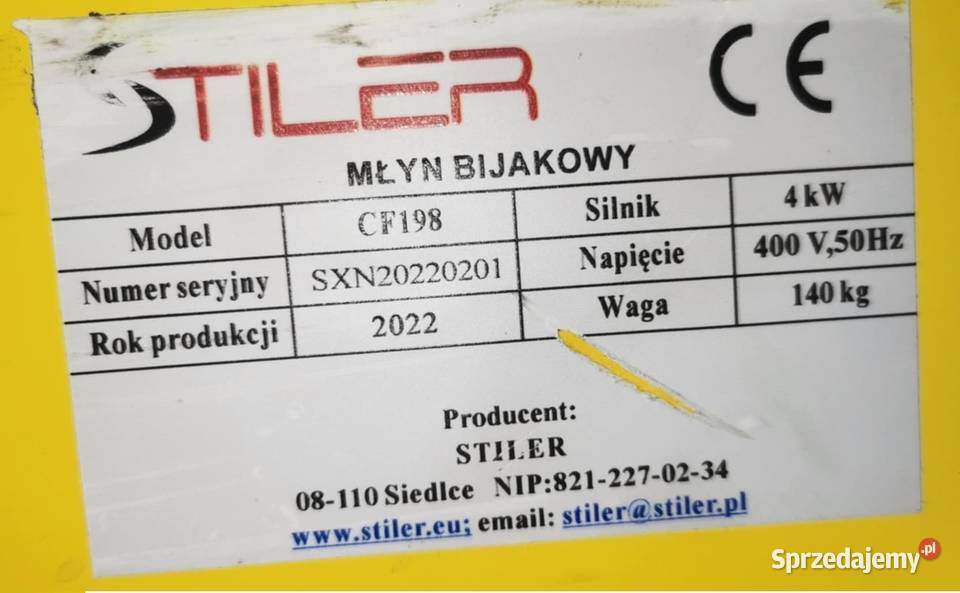 STILER CE
MŁYN BIJAKOWY
Model CF198 Silnik 4 kW
Numer seryjny SXN20220201 Napięcie 400 V,50Hz
Rok produkcji 2022 Waga 140 kg
Producent:
STILER
08-110 Siedlce NIP:821-227-02-34
www.stiler.eu; email: stiler@stiler.pl
Sprzedajemy.pl